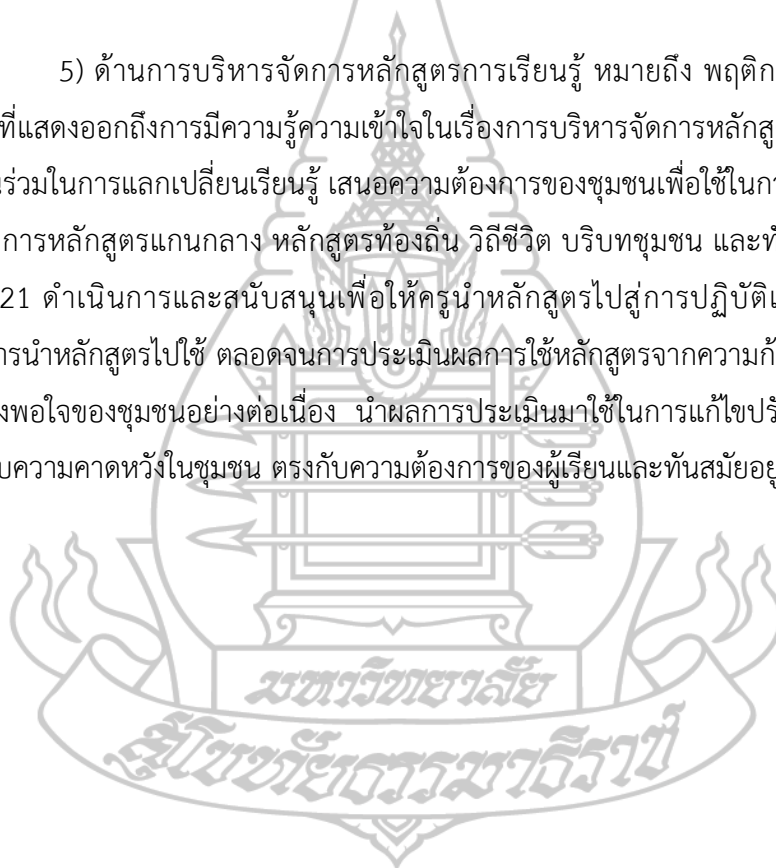 5) ด้านการบริหารจัดการหลักสูตรการเรียนรู้ หมายถึง พฤติก
ที่แสดงออกถึงการมีความรู้ความเข้าใจในเรื่องการบริหารจัดการหลักสู
ร่วมในการแลกเปลี่ยนเรียนรู้ เสนอความต้องการของชุมชนเพื่อใช้ในก
การหลักสูตรแกนกลาง หลักสูตรท้องถิ่น วิถีชีวิต บริบทชุมชน และทั
21 ดำเนินการและสนับสนุนเพื่อให้ครูนำหลักสูตรไปสู่การปฏิบัติเ
ารนำหลักสูตรไปใช้ ตลอดจนการประเมินผลการใช้หลักสูตรจากความก้
งพอใจของชุมชนอย่างต่อเนื่อง นำผลการประเมินมาใช้ในการแก้ไขปรั
บความคาดหวังในชุมชน ตรงกับความต้องการของผู้เรียนและทันสมัยอยู
มหาวิทยาลัย
สุโขทัยธรรมาธิราช